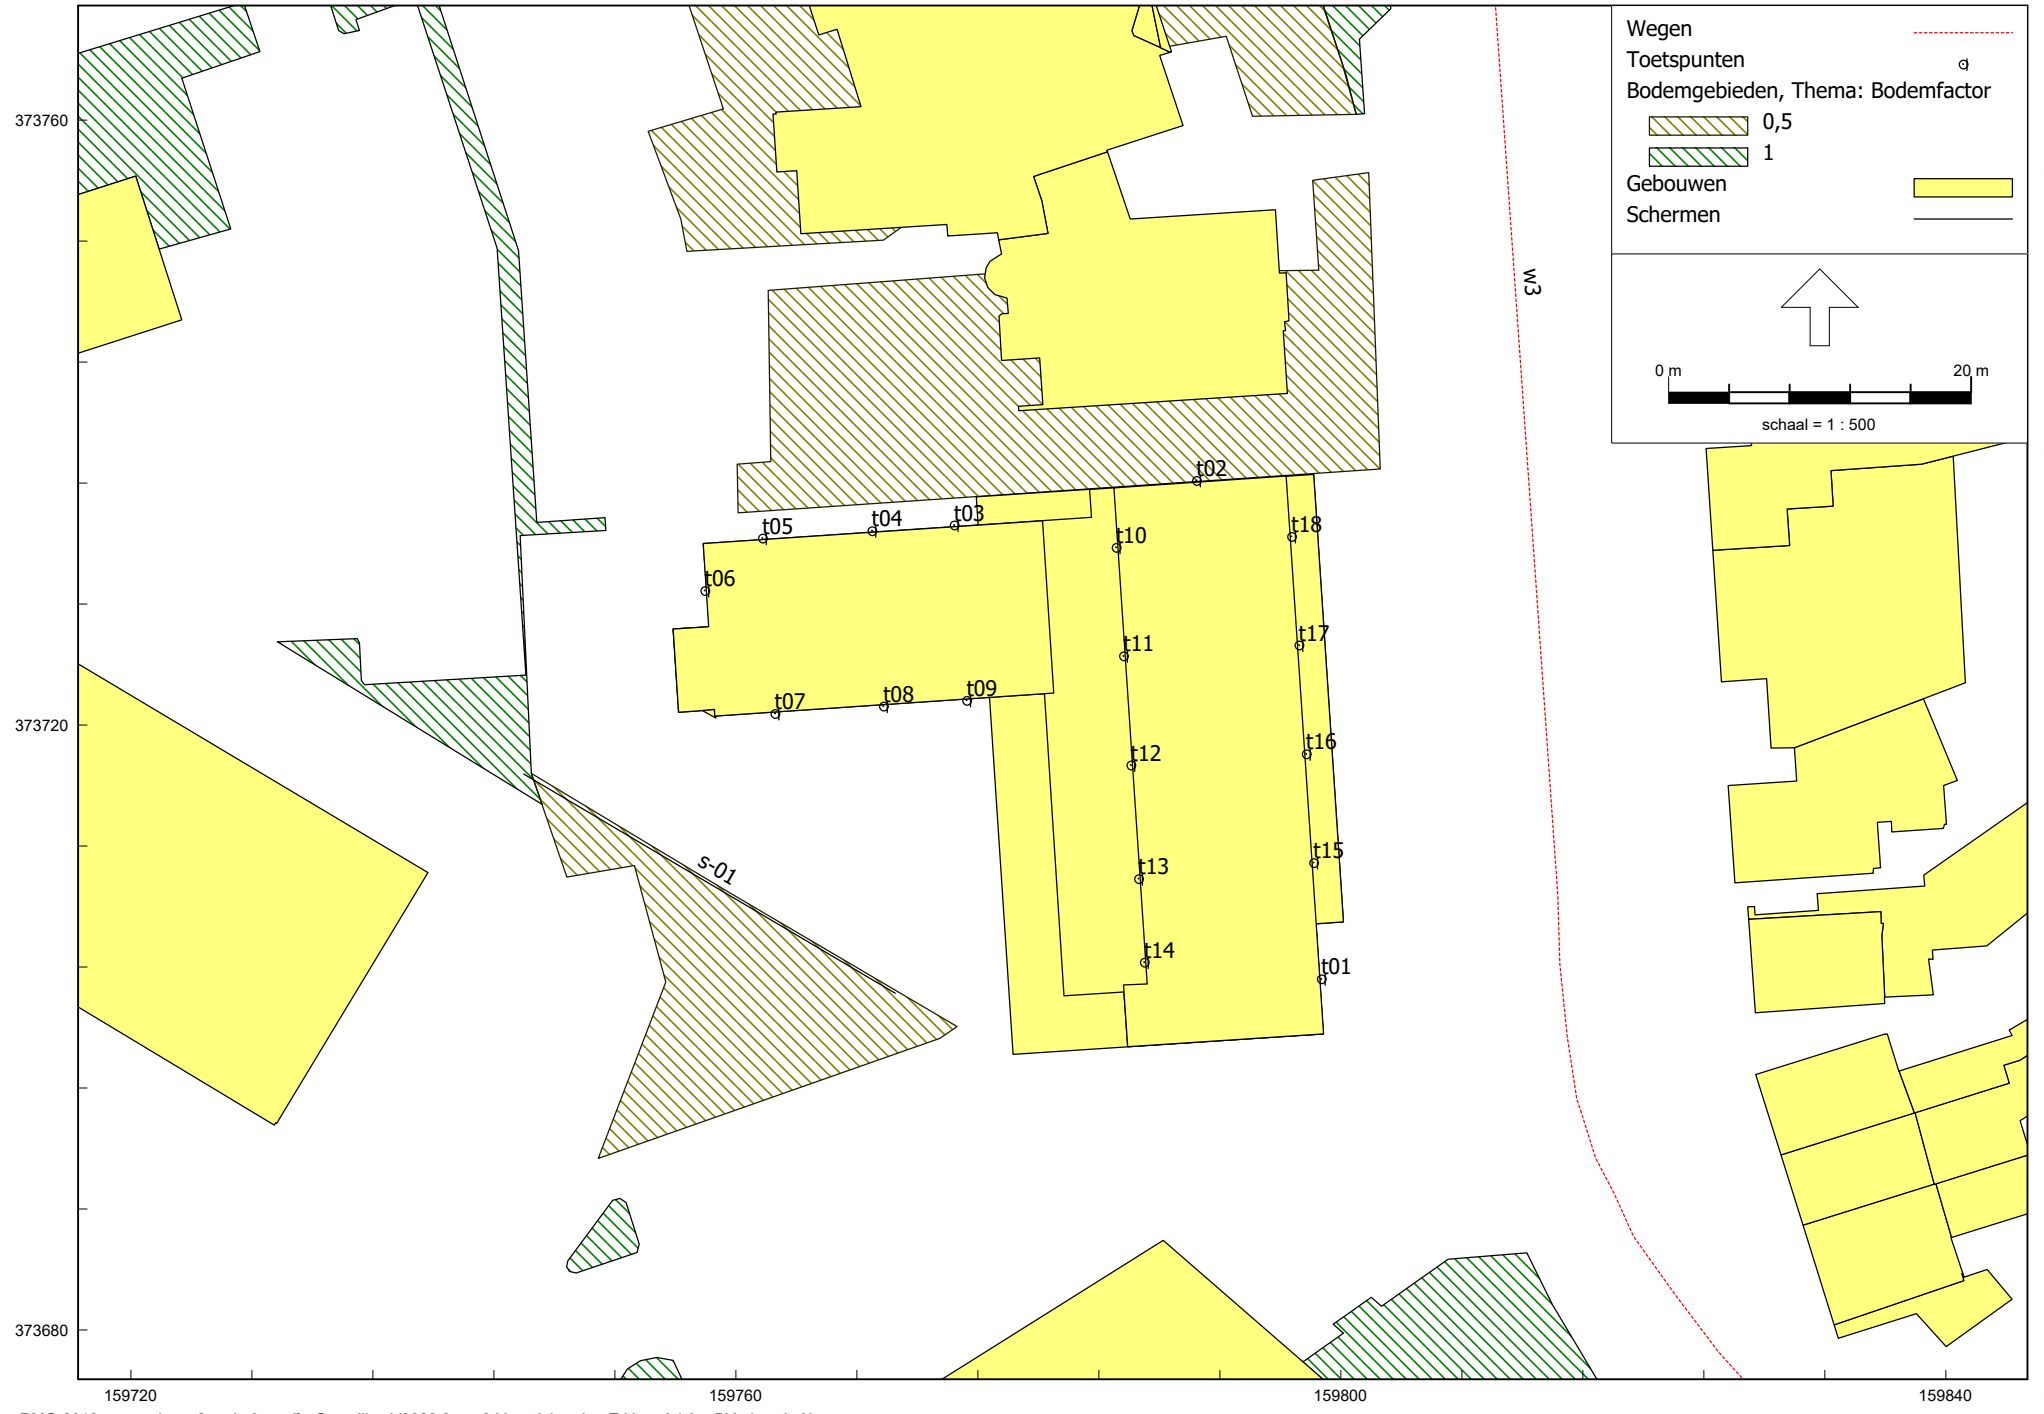 Wegen
Toetspunten
Bodemgebieden, Thema: Bodemfactor
0,5
1
Gebouwen
Schermen
0 m 20 m
schaal = 1 : 500
373760
w3
t02
t05 t04 t03
t10 t18
t06
t11 t17
373720
t07 t08 t09
t12 t16
s-01
t13 t15
t14 t01
373680
159720 159760 159800 159840